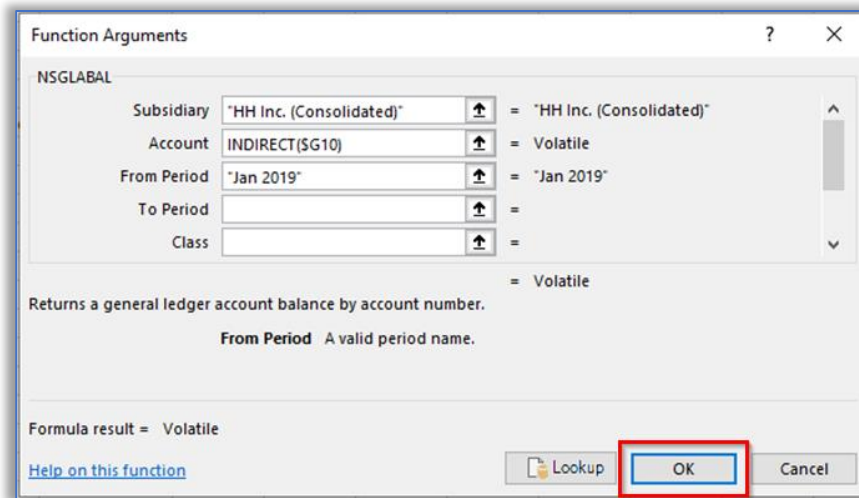 Function Arguments ? ×
NSGLABAL
Subsidiary "HH Inc. (Consolidated)" = "HH Inc. (Consolidated)"
Account INDIRECT($G10) = Volatile
From Period "Jan 2019" = "Jan 2019"
To Period =
Class =
= Volatile
Returns a general ledger account balance by account number.
From Period A valid period name.
Formula result = Volatile
Help on this function Lookup OK Cancel